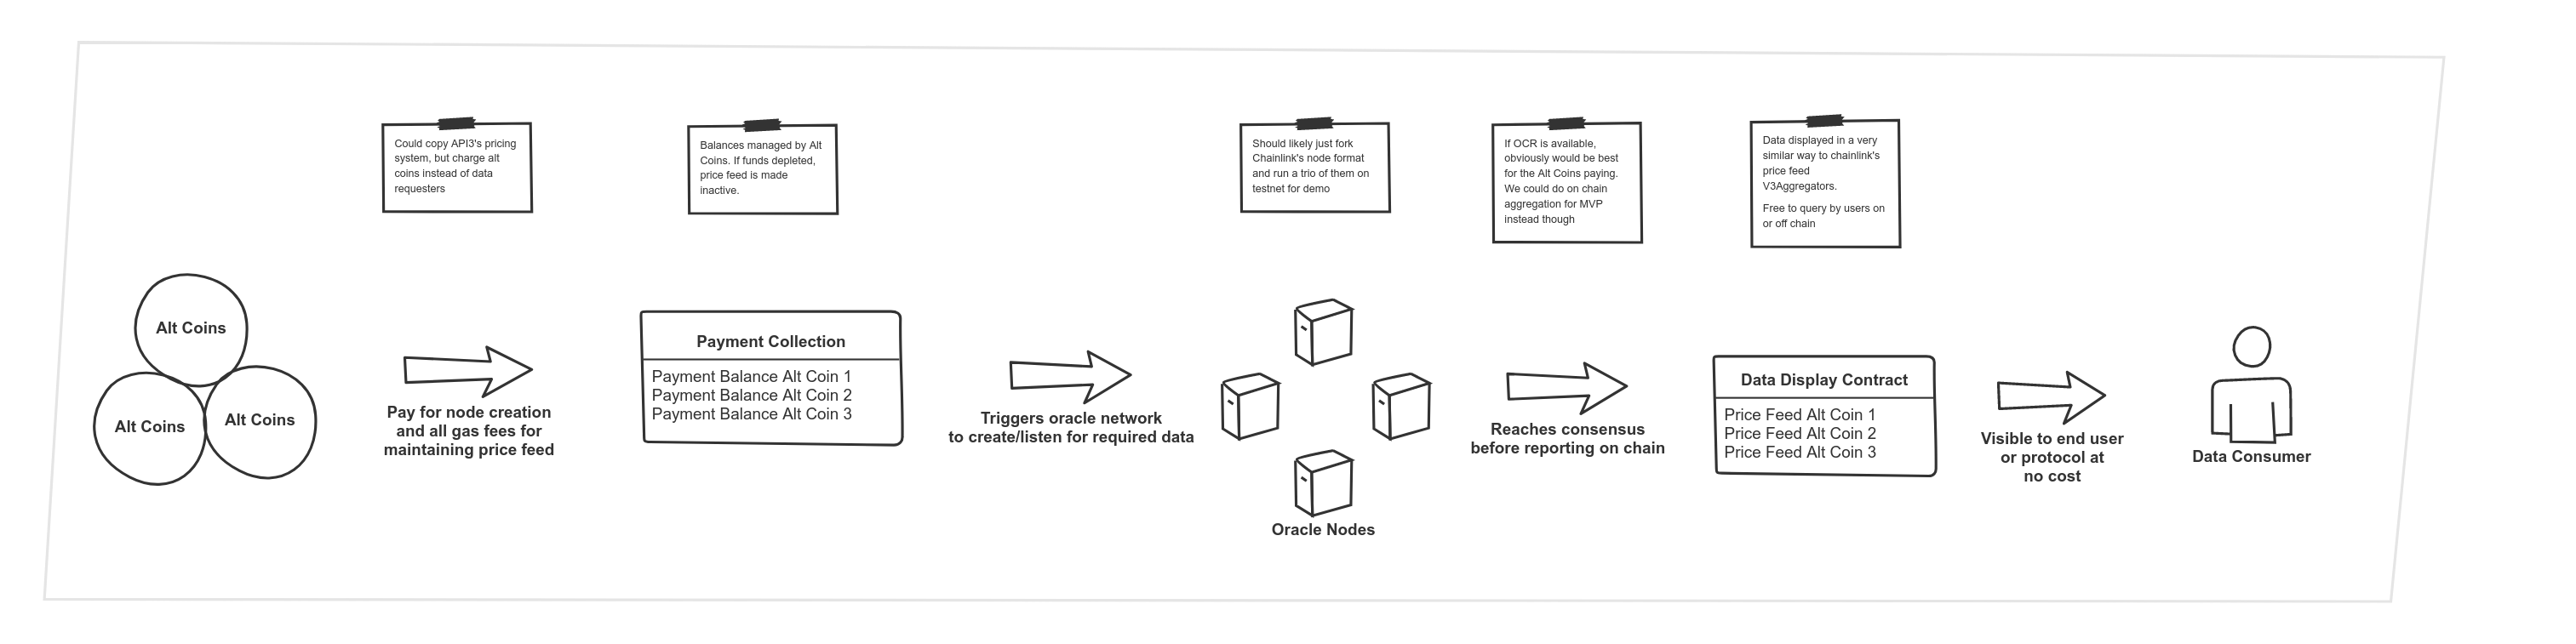 Could copy API3's pricing
system, but charge alt
coins instead of data
requesters
Balances managed by Alt
Coins. If funds depleted,
price feed is made
inactive.
Should likely just fork
Chainlink's node format
and run a trio of them on
testnet for demo
If OCR is available,
obviously would be best
for the Alt Coins paying.
We could do on chain
aggregation for MVP
instead though
Data displayed in a very
similar way to chainlink's
price feed
V3Aggregators.
Free to query by users on
or off chain
Alt Coins
Alt Coins
Alt Coins
Pay for node creation
and all gas fees for
maintaining price feed
Payment Collection
Payment Balance Alt Coin 1
Payment Balance Alt Coin 2
Payment Balance Alt Coin 3
Triggers oracle network
to create/listen for required data
Oracle Nodes
Reaches consensus
before reporting on chain
Data Display Contract
Price Feed Alt Coin 1
Price Feed Alt Coin 2
Price Feed Alt Coin 3
Visible to end user
or protocol at
no cost
Data Consumer